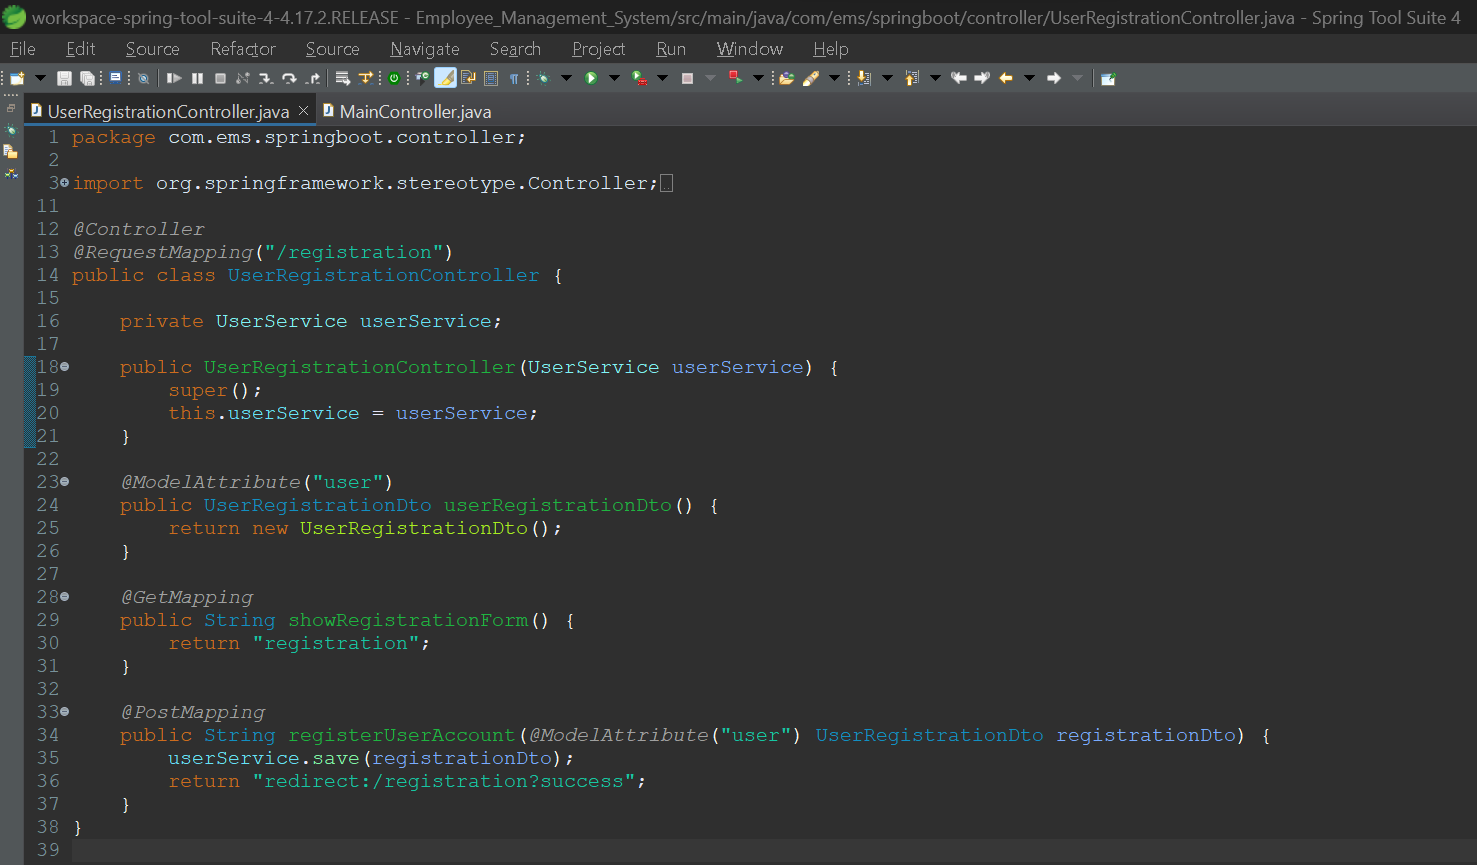 workspace-spring-tool-suite-4-4.17.2.RELEASE - Employee_Management_System/src/main/java/com/ems/springboot/controller/UserRegistrationController.java - Spring Tool Suite 4
File Edit Source Refactor Source Navigate Search Project Run Window Help
UserRegistrationController.java MainController.java
1 package com.ems.springboot.controller;
2
3 import org.springframework.stereotype.Controller;
11
12 @Controller
13 @RequestMapping("/registration")
14 public class UserRegistrationController {
15
16     private UserService userService;
17
18     public UserRegistrationController(UserService userService) {
19         super();
20         this.userService = userService;
21     }
22
23     @ModelAttribute("user")
24     public UserRegistrationDto userRegistrationDto() {
25         return new UserRegistrationDto();
26     }
27
28     @GetMapping
29     public String showRegistrationForm() {
30         return "registration";
31     }
32
33     @PostMapping
34     public String registerUserAccount(@ModelAttribute("user") UserRegistrationDto registrationDto) {
35         userService.save(registrationDto);
36         return "redirect:/registration?success";
37     }
38 }
39